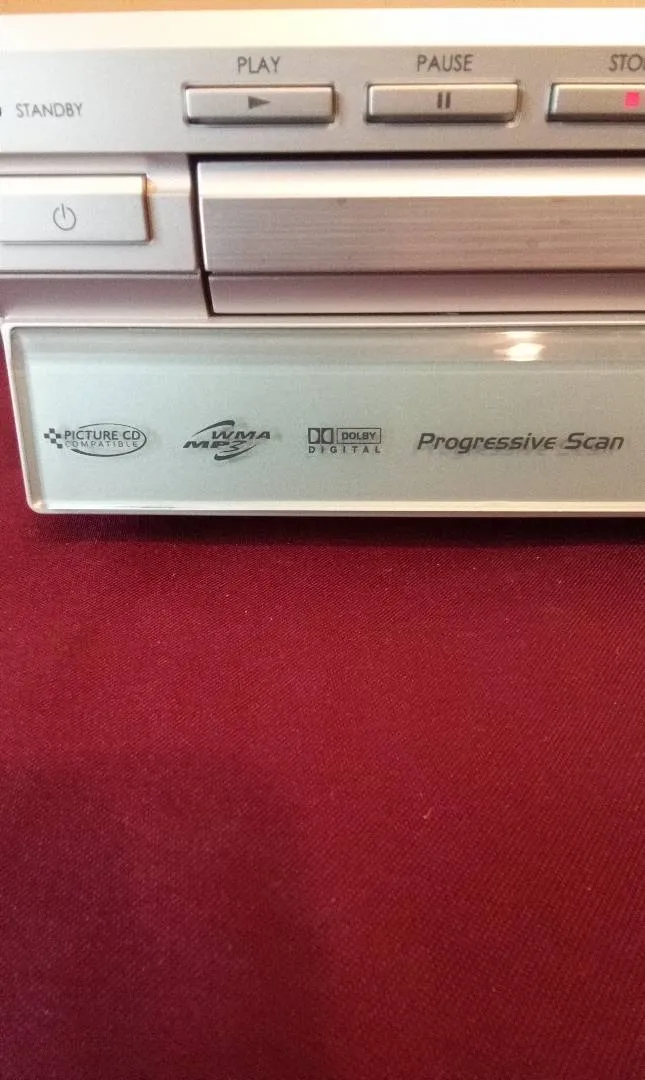 PLAY
PAUSE
STANDBY
PICTURE CD
COMPATIBLE
WMA
MP3
DOLBY
DIGITAL
Progressive Scan